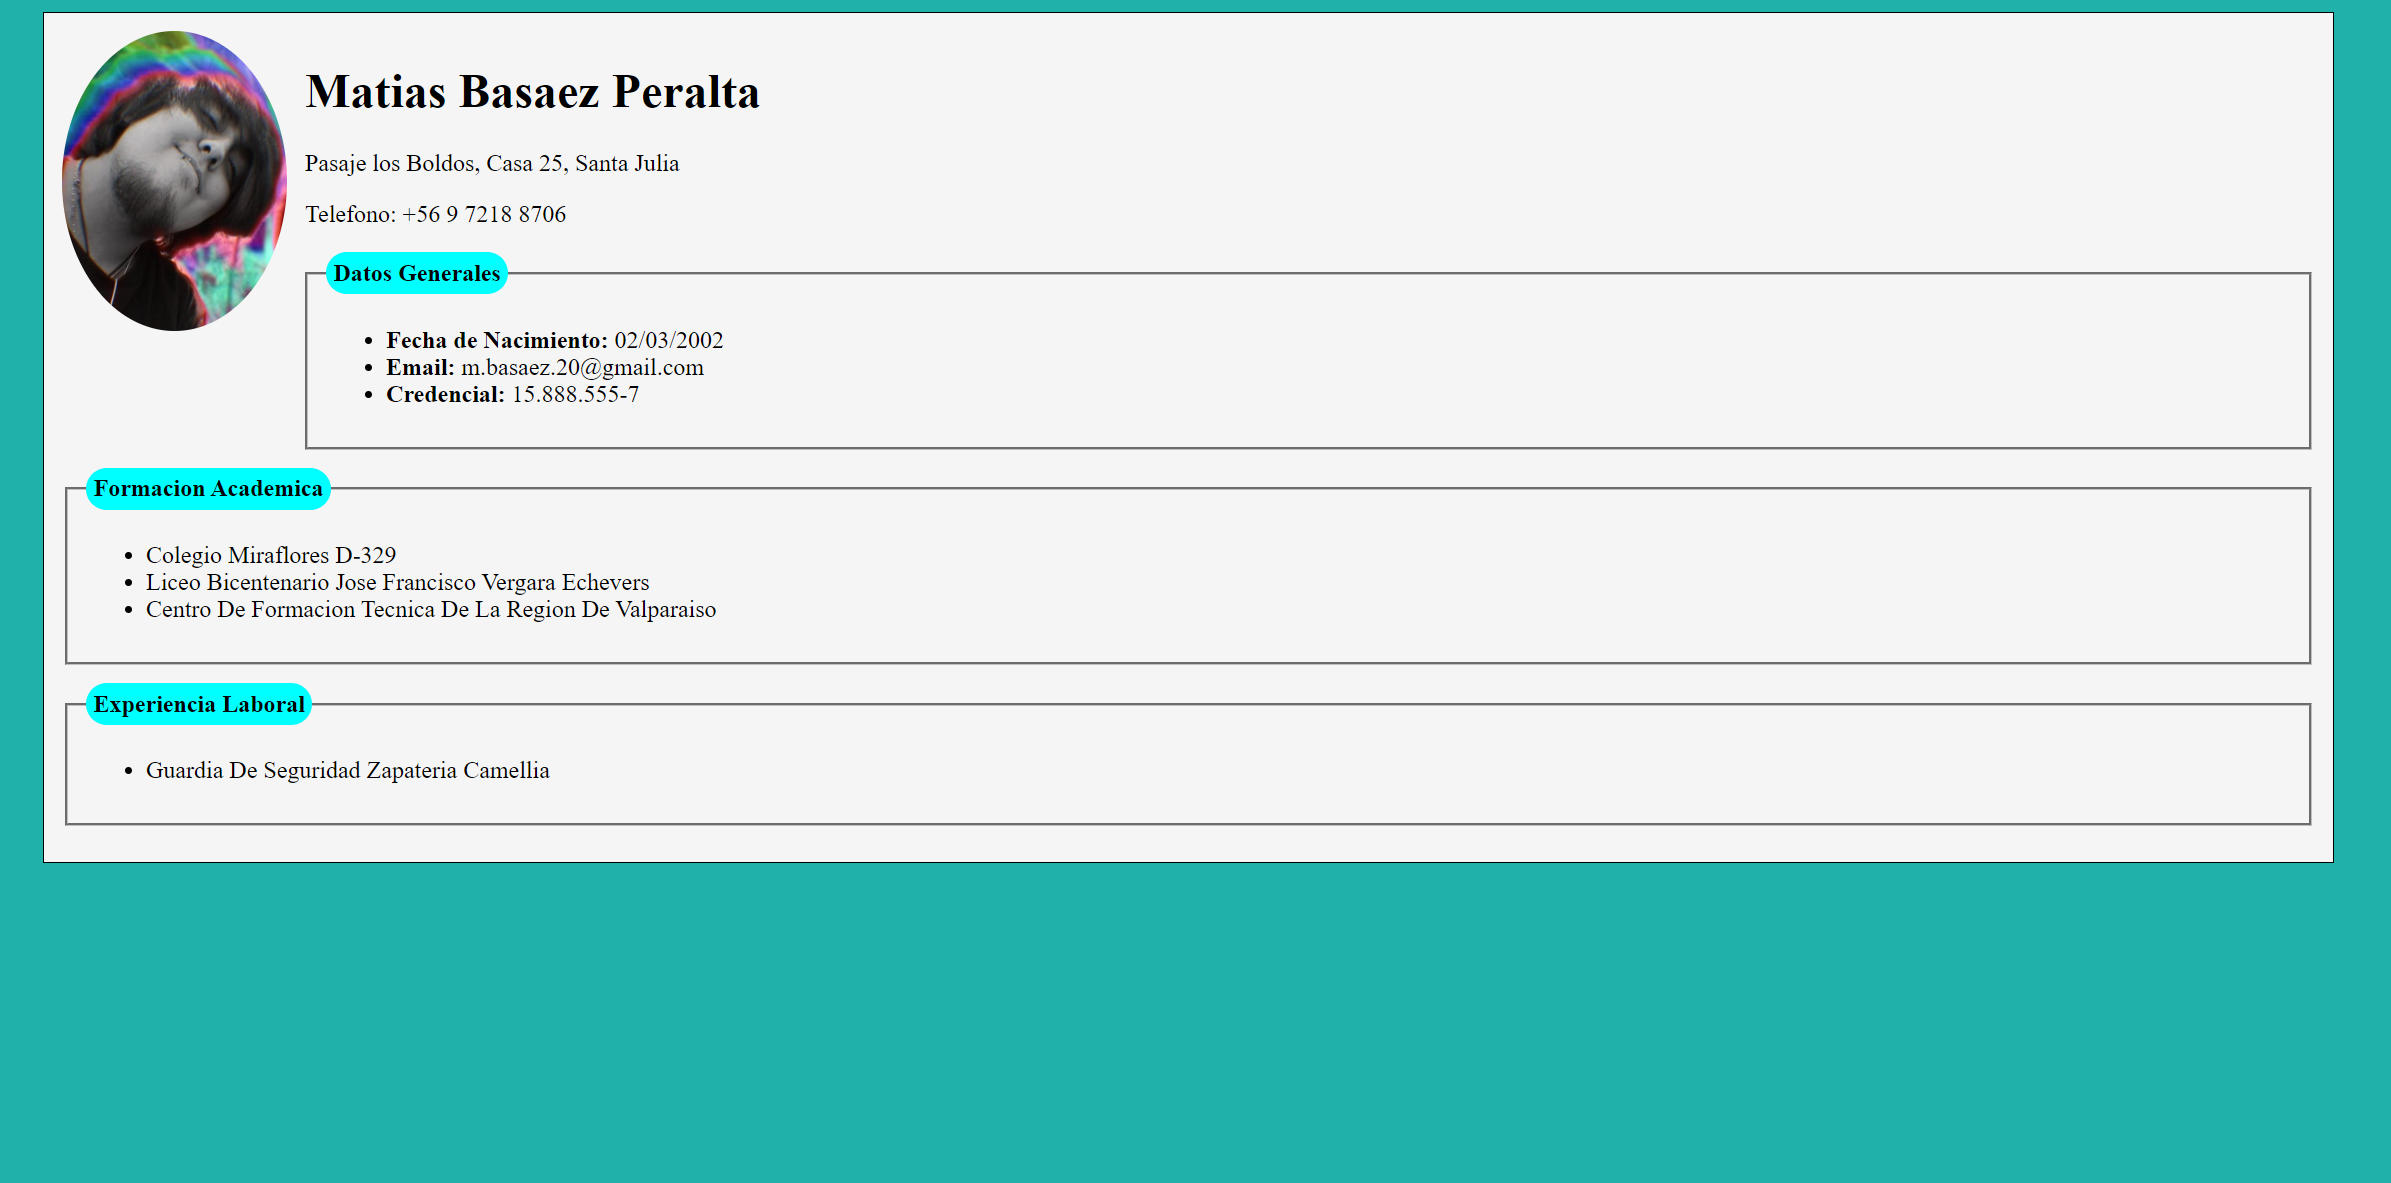 Matias Basaez Peralta
Pasaje los Boldos, Casa 25, Santa Julia
Telefono: +56 9 7218 8706
Datos Generales
Fecha de Nacimiento: 02/03/2002
Email: m.basaez.20@gmail.com
Credencial: 15.888.555-7
Formacion Academica
Colegio Miraflores D-329
Liceo Bicentenario Jose Francisco Vergara Echevers
Centro De Formacion Tecnica De La Region De Valparaiso
Experiencia Laboral
Guardia De Seguridad Zapateria Camellia